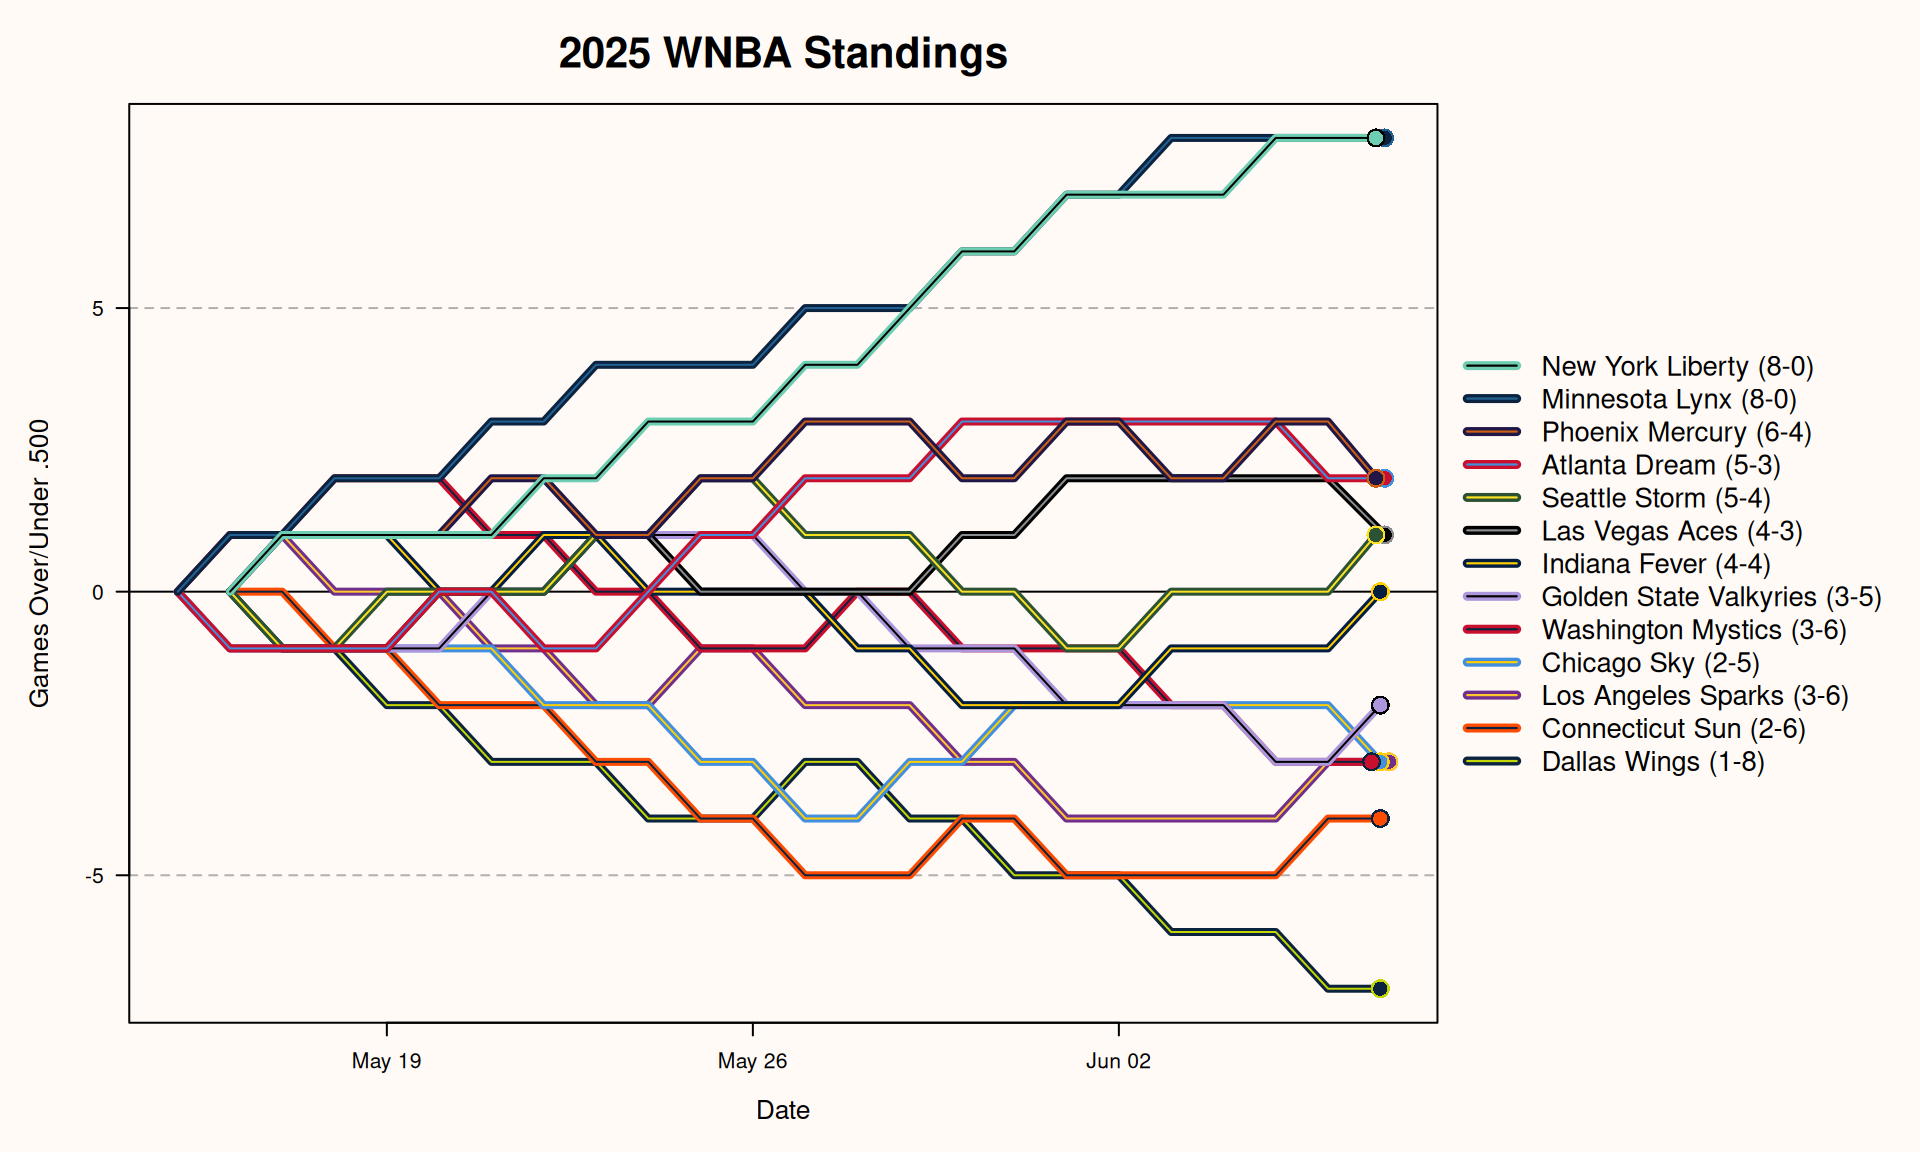 2025 WNBA Standings
Games Over/Under .500
5
0
-5
May 19
May 26
Jun 02
Date
New York Liberty (8-0)
Minnesota Lynx (8-0)
Phoenix Mercury (6-4)
Atlanta Dream (5-3)
Seattle Storm (5-4)
Las Vegas Aces (4-3)
Indiana Fever (4-4)
Golden State Valkyries (3-5)
Washington Mystics (3-6)
Chicago Sky (2-5)
Los Angeles Sparks (3-6)
Connecticut Sun (2-6)
Dallas Wings (1-8)